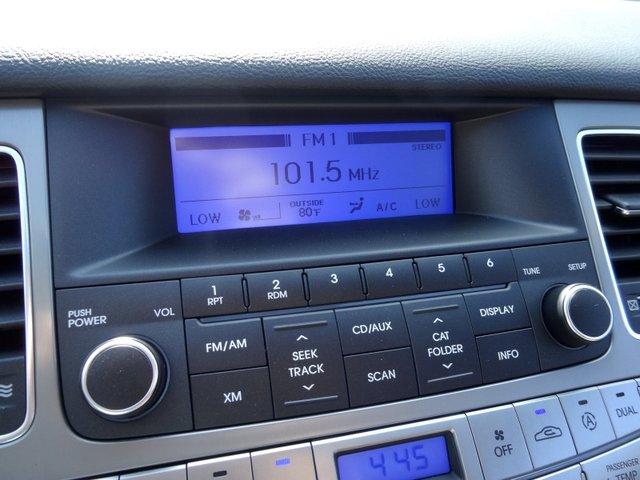 FM 1
STEREO
101.5 MHz
LOW OUTSIDE 80°F A/C LOW
PUSH POWER VOL
1 RPT 2 RDM 3 4 5 6
TUNE SETUP
FM/AM SEEK TRACK CD/AUX CAT FOLDER DISPLAY
XM SCAN INFO
4:45
OFF DUAL
PASSENGER TEMP